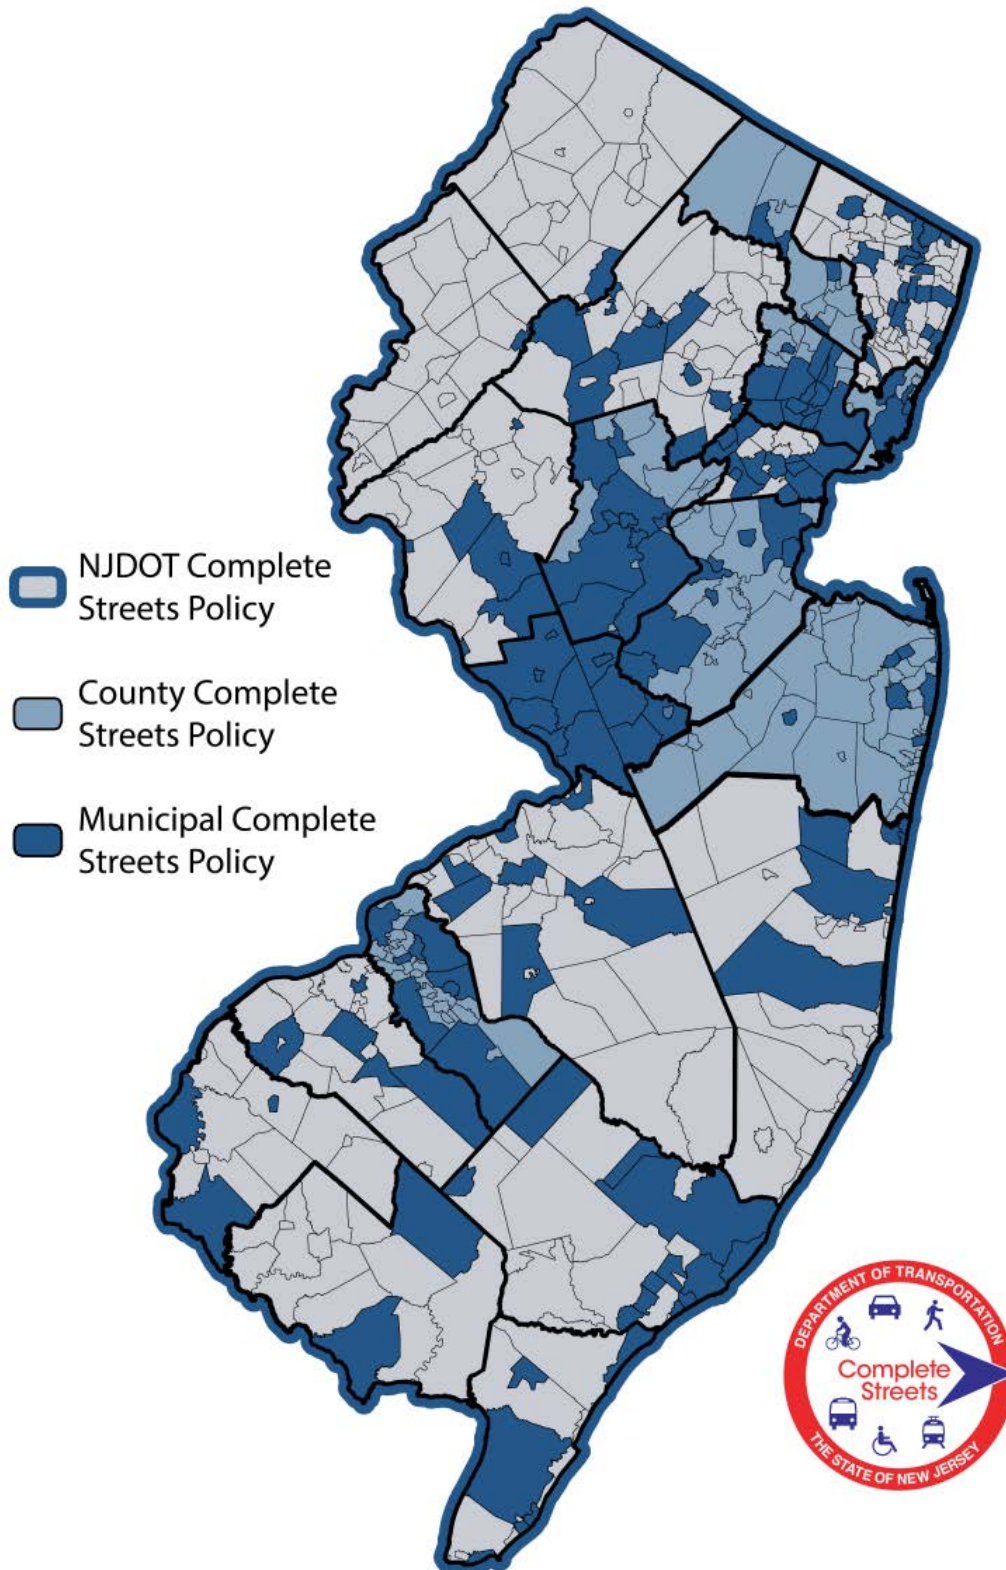 NJDOT Complete
Streets Policy
County Complete
Streets Policy
Municipal Complete
Streets Policy
DEPARTMENT OF TRANSPORTATION
Complete
Streets
THE STATE OF NEW JERSEY